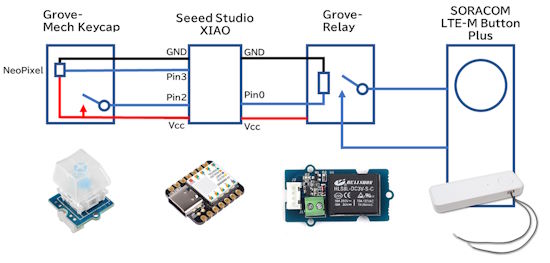 Grove-
Mech Keycap
Seeed Studio
XIAO
Grove-
Relay
SORACOM
LTE-M Button
Plus
GND
GND
NeoPixel
Pin3
Pin2
Pin0
Vcc
Vcc
HLS8L-DC3V-S-C